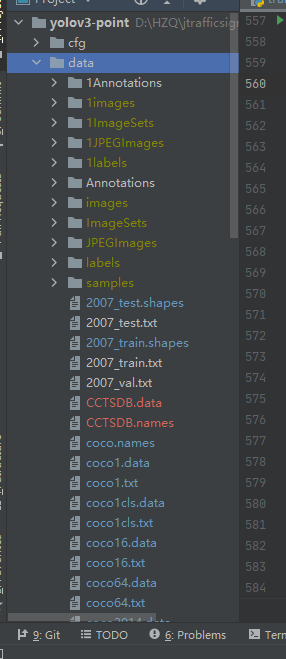 Project
yolov3-point D:\HZQ\jtrafficsig
cfg
data
1Annotations
1images
1ImageSets
1JPEGImages
1labels
Annotations
images
ImageSets
JPEGImages
labels
samples
2007_test.shapes
2007_test.txt
2007_train.shapes
2007_train.txt
2007_val.txt
CCTSDB.data
CCTSDB.names
coco.names
coco1.data
coco1.txt
coco1cls.data
coco1cls.txt
coco16.data
coco16.txt
coco64.data
coco64.txt
coco2014.data
557
558
559
560
561
562
563
564
565
566
567
568
569
570
571
572
573
574
575
576
577
578
579
580
581
582
583
584
9: Git
TODO
6: Problems
Term